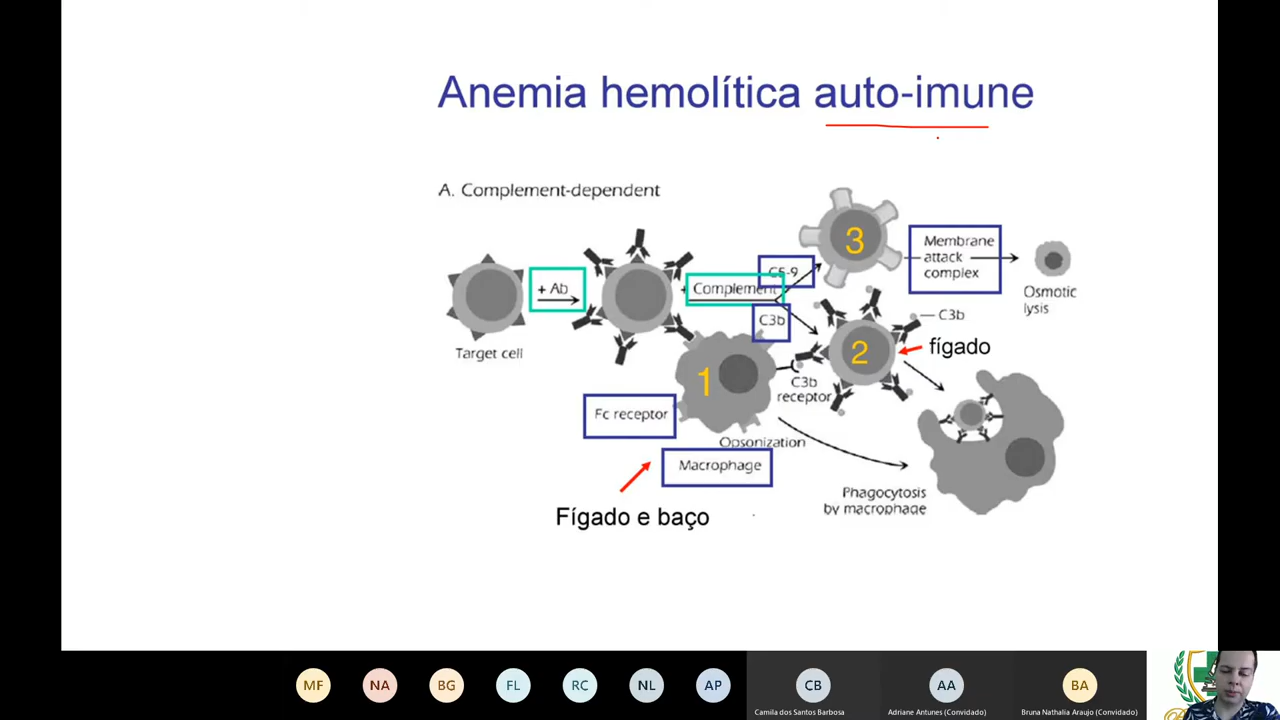 Anemia hemolítica auto-imune
A. Complement-dependent
3
Membrane
attack
complex
C5-9
+ Ab
+ Complement
Osmotic
lysis
C3b
— C3b
2
fígado
Target cell
1
C3b
receptor
Fc receptor
Opsonization
Macrophage
Phagocytosis
by macrophage
Fígado e baço
MF
NA
BG
FL
RC
NL
AP
CB
AA
BA
Camila dos Santos Barbosa
Adriane Antunes (Convidado)
Bruna Nathalia Araujo (Convidado)